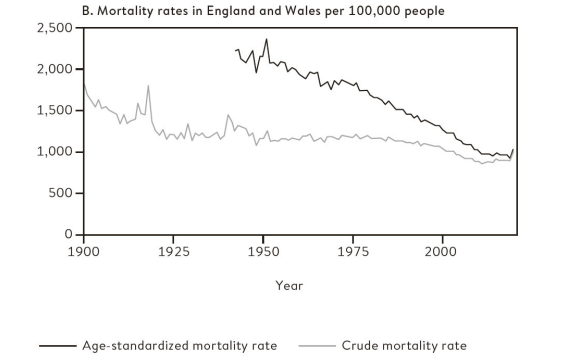 B. Mortality rates in England and Wales per 100,000 people
2,500
2,000
1,500
1,000
500
0
1900 1925 1950 1975 2000
Year
Age-standardized mortality rate Crude mortality rate